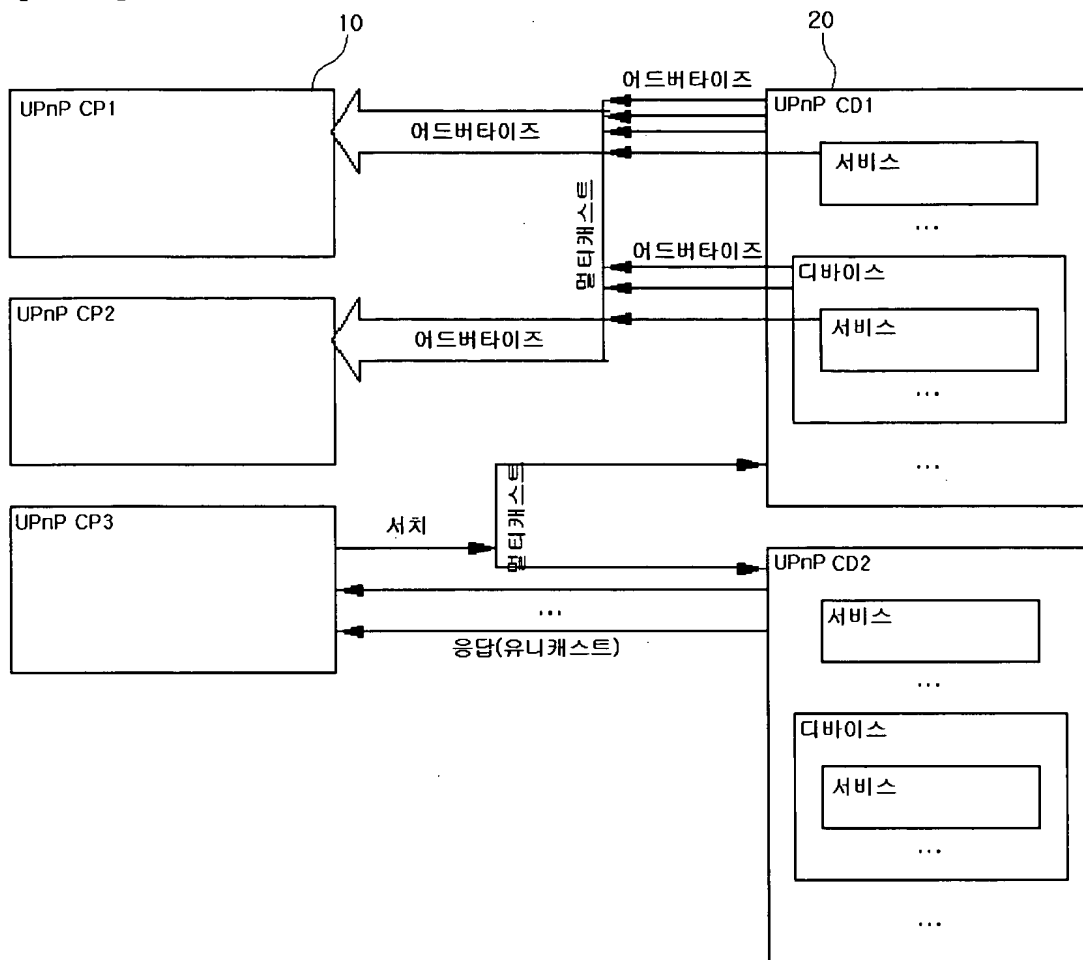 10
20
UPnP CP1
어드버타이즈
어드버타이즈
UPnP CD1
서비스
...
멀티캐스트
어드버타이즈
디바이스
서비스
...
...
UPnP CP2
어드버타이즈
UPnP CP3
서치
멀티캐스트
...
응답(유니캐스트)
UPnP CD2
서비스
...
디바이스
서비스
...
...